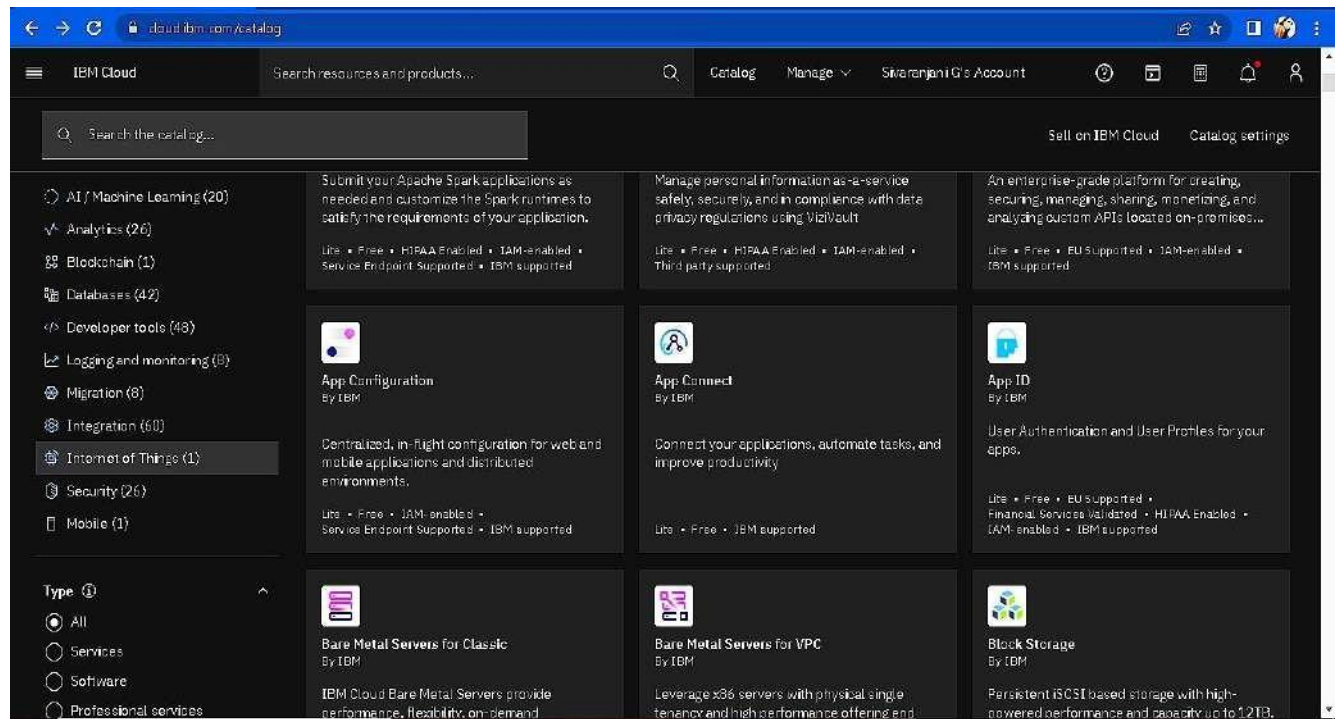 cloud.ibm.com/catalog
IBM Cloud
Search resources and products...
Catalog
Manage
Sivaranjani G's Account
Search the catalog...
Sell on IBM Cloud
Catalog settings
AI / Machine Learning (20)
Analytics (26)
Blockchain (1)
Databases (42)
Developer tools (48)
Logging and monitoring (8)
Migration (8)
Integration (60)
Internet of Things (1)
Security (26)
Mobile (1)
Type
All
Services
Software
Professional services
Submit your Apache Spark applications as
needed and customize the Spark runtimes to
satisfy the requirements of your application.
Lite • Free • HIPAA Enabled • IAM-enabled •
Service Endpoint Supported • IBM supported
Manage personal information as-a-service
safely, securely, and in compliance with data
privacy regulations using ViziVault
Lite • Free • HIPAA Enabled • IAM-enabled •
Third party supported
An enterprise-grade platform for creating,
securing, managing, sharing, monetizing, and
analyzing custom APIs located on-premises...
Lite • Free • EU Supported • IAM-enabled •
IBM supported
App Configuration
By IBM
Centralized, in-flight configuration for web and
mobile applications and distributed
environments.
Lite • Free • IAM-enabled •
Service Endpoint Supported • IBM supported
App Connect
By IBM
Connect your applications, automate tasks, and
improve productivity
Lite • Free • IBM supported
App ID
By IBM
User Authentication and User Profiles for your
apps.
Lite • Free • EU Supported •
Financial Services Validated • HIPAA Enabled •
IAM-enabled • IBM supported
Bare Metal Servers for Classic
By IBM
IBM Cloud Bare Metal Servers provide
performance, flexibility, on-demand
Bare Metal Servers for VPC
By IBM
Leverage x86 servers with physical single
tenancy and high performance offering end
Block Storage
By IBM
Persistent iSCSI based storage with high-
powered performance and capacity up to 12TB.